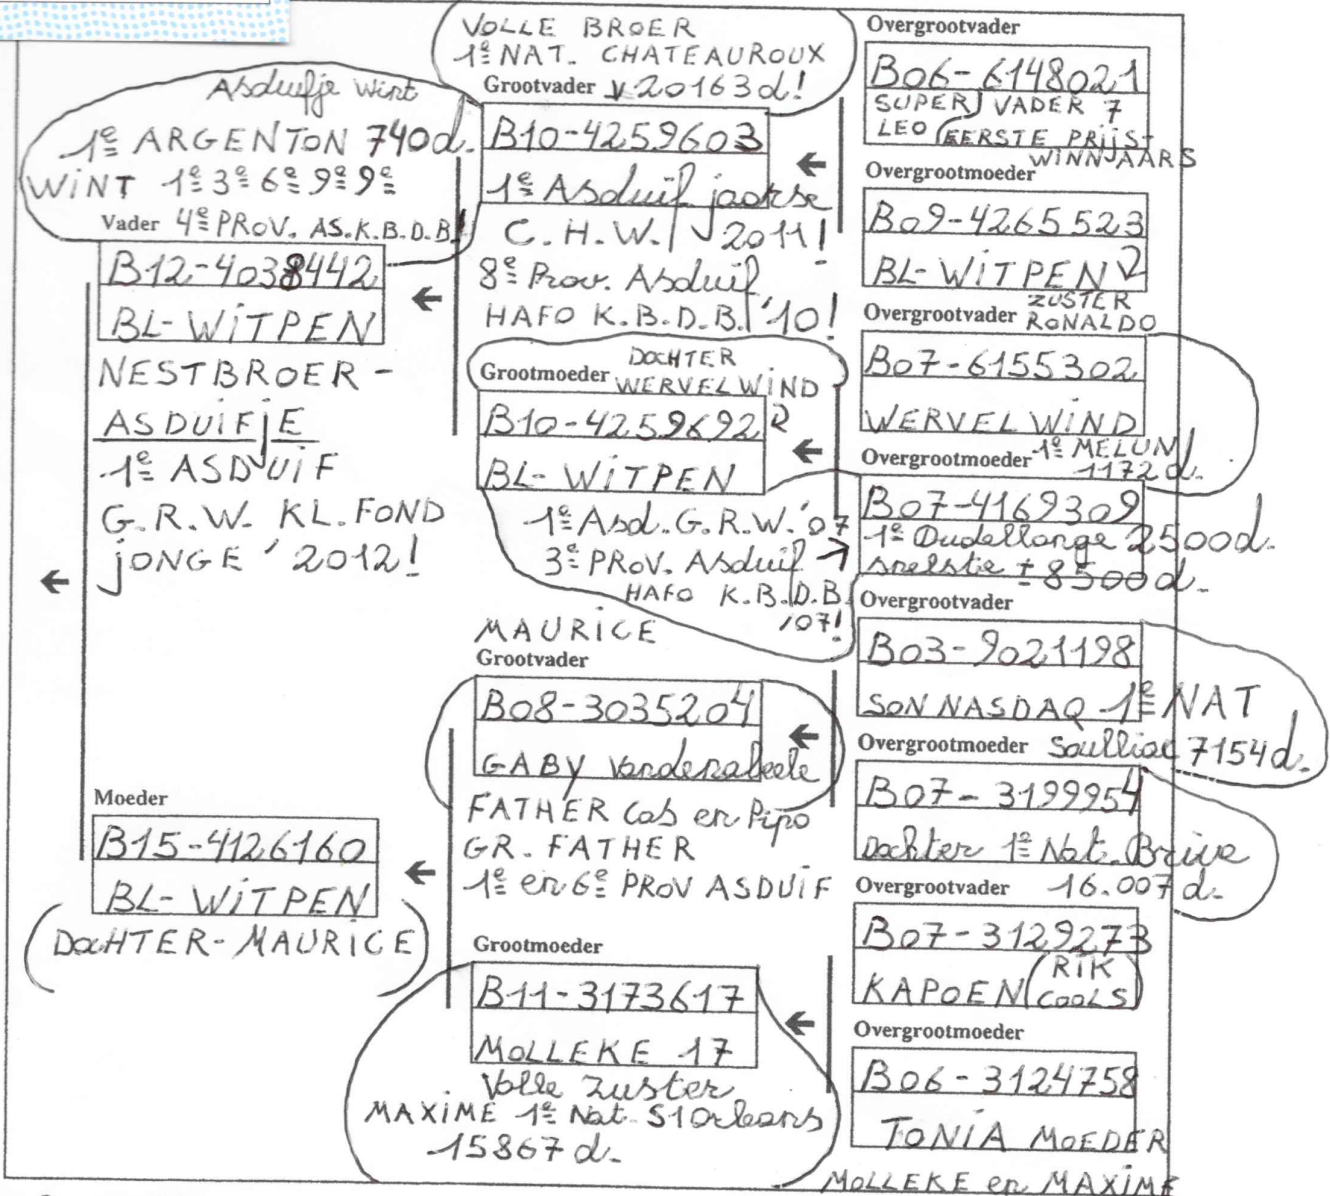 Asduifje Wint
1e ARGENTON 740d.
WINT 1e 3e 6e 9e 9e
Vader 4e PROV. AS. K.B.D.B.!
B12-4038442
BL-WITPEN
NESTBROER -
ASDUIFJE
1e ASDUIF
G.R.W. KL. FOND
JONGE '2012!
Moeder
B15-4126160
BL-WITPEN
(DOCHTER-MAURICE)
VOLLE BROER
1e NAT. CHATEAUROUX
Grootvader 20163d!
B10-4259603
1e Asduif jaarse
C.H.W. 2011!
8e Prov. Asduif
HAFO K.B.D.B. '10!
DOCHTER
Grootmoeder WERVELWIND
B10-4259692
BL-WITPEN
1e Asd. G.R.W. '07
3e PROV. Asduif
HAFO K.B.D.B.
'07!
MAURICE
Grootvader
B08-3035204
GABY Vandenabeele
FATHER Cas en Pipo
GR. FATHER
1e en 6e PROV ASDUIF
Grootmoeder
B11-3173617
MOLLEKE 17
Volle Zuster
MAXIME 1e Nat. S1 Orleans
15867 d.
Overgrootvader
B06-6148021
SUPER VADER 7
LEO EERSTE PRIJST
WINNJAARS
Overgrootmoeder
B09-4265523
BL-WITPEN
ZUSTER
Overgrootvader RONALDO
B07-6155302
WERVELWIND
Overgrootmoeder 1e MELUN
1172 d.
B07-4169309
1e Dudellange 2500d.
snelste ± 8500d.
Overgrootvader
B03-9021198
SON NASDAQ 1e NAT
Overgrootmoeder Soulliac 7154d.
B07-3199954
Dochter 1e Nat. Brive
Overgrootvader 16.007 d.
B07-3129273
KAPOEN (RIK
COOLS)
Overgrootmoeder
B06-3124758
TONIA MOEDER
MOLLEKE en MAXIME